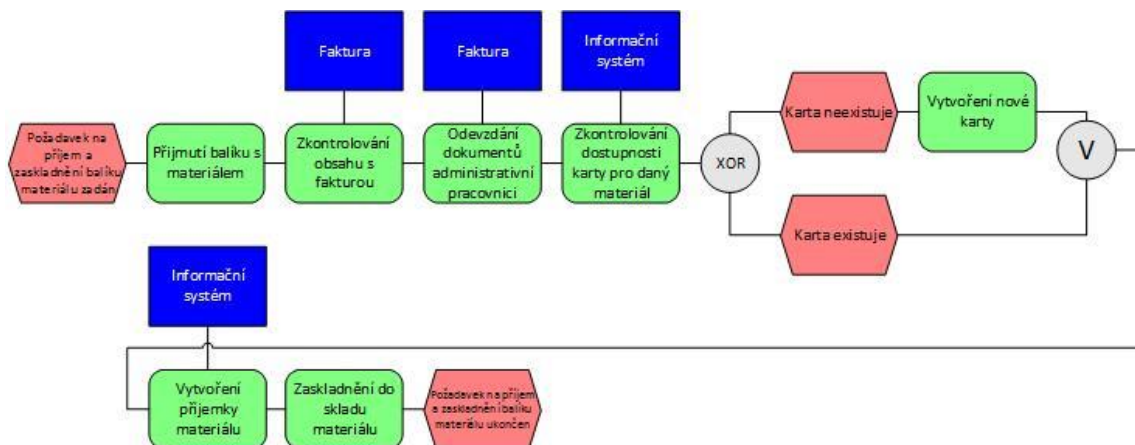 Faktura
Faktura
Informační
systém
Požadavek na
příjem a
zaskladnění balíku
materiálu zadán
Přijmutí balíku s
materiálem
Zkontrolování
obsahu s
fakturou
Odevzdání
dokumentů
administrativní
pracovnici
Zkontrolování
dostupnosti
karty pro daný
materiál
XOR
Karta neexistuje
Vytvoření nové
karty
V
Karta existuje
Informační
systém
Vytvoření
příjemky
materiálu
Zaskladnění do
skladu
materiálu
Požadavek na příjem
a zaskladnění balíku
materiálu ukončen